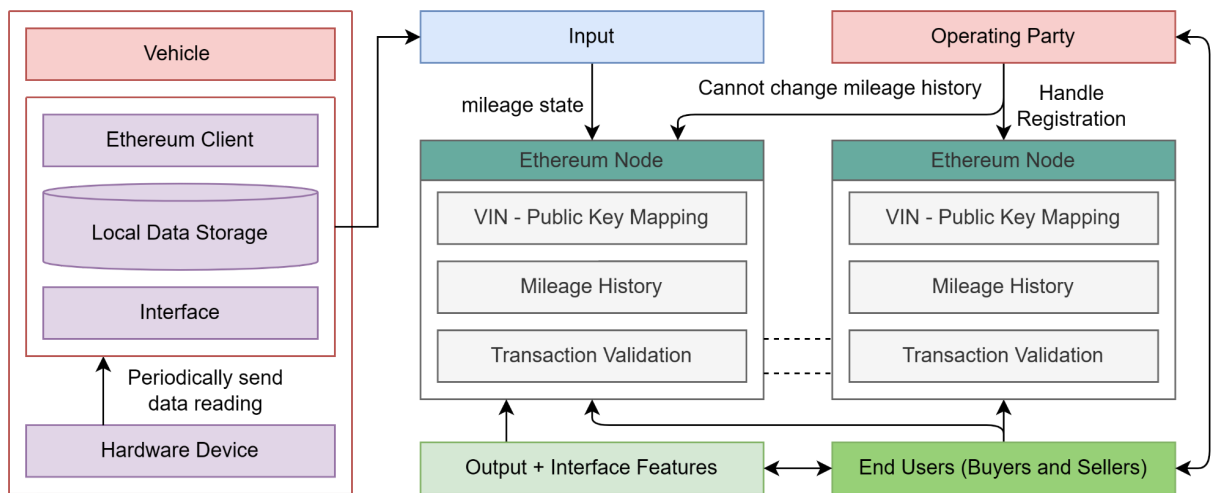 Vehicle
Ethereum Client
Local Data Storage
Interface
Periodically send
data reading
Hardware Device
Input
mileage state
Operating Party
Cannot change mileage history
Handle
Registration
Ethereum Node
VIN - Public Key Mapping
Mileage History
Transaction Validation
Ethereum Node
VIN - Public Key Mapping
Mileage History
Transaction Validation
Output + Interface Features
End Users (Buyers and Sellers)